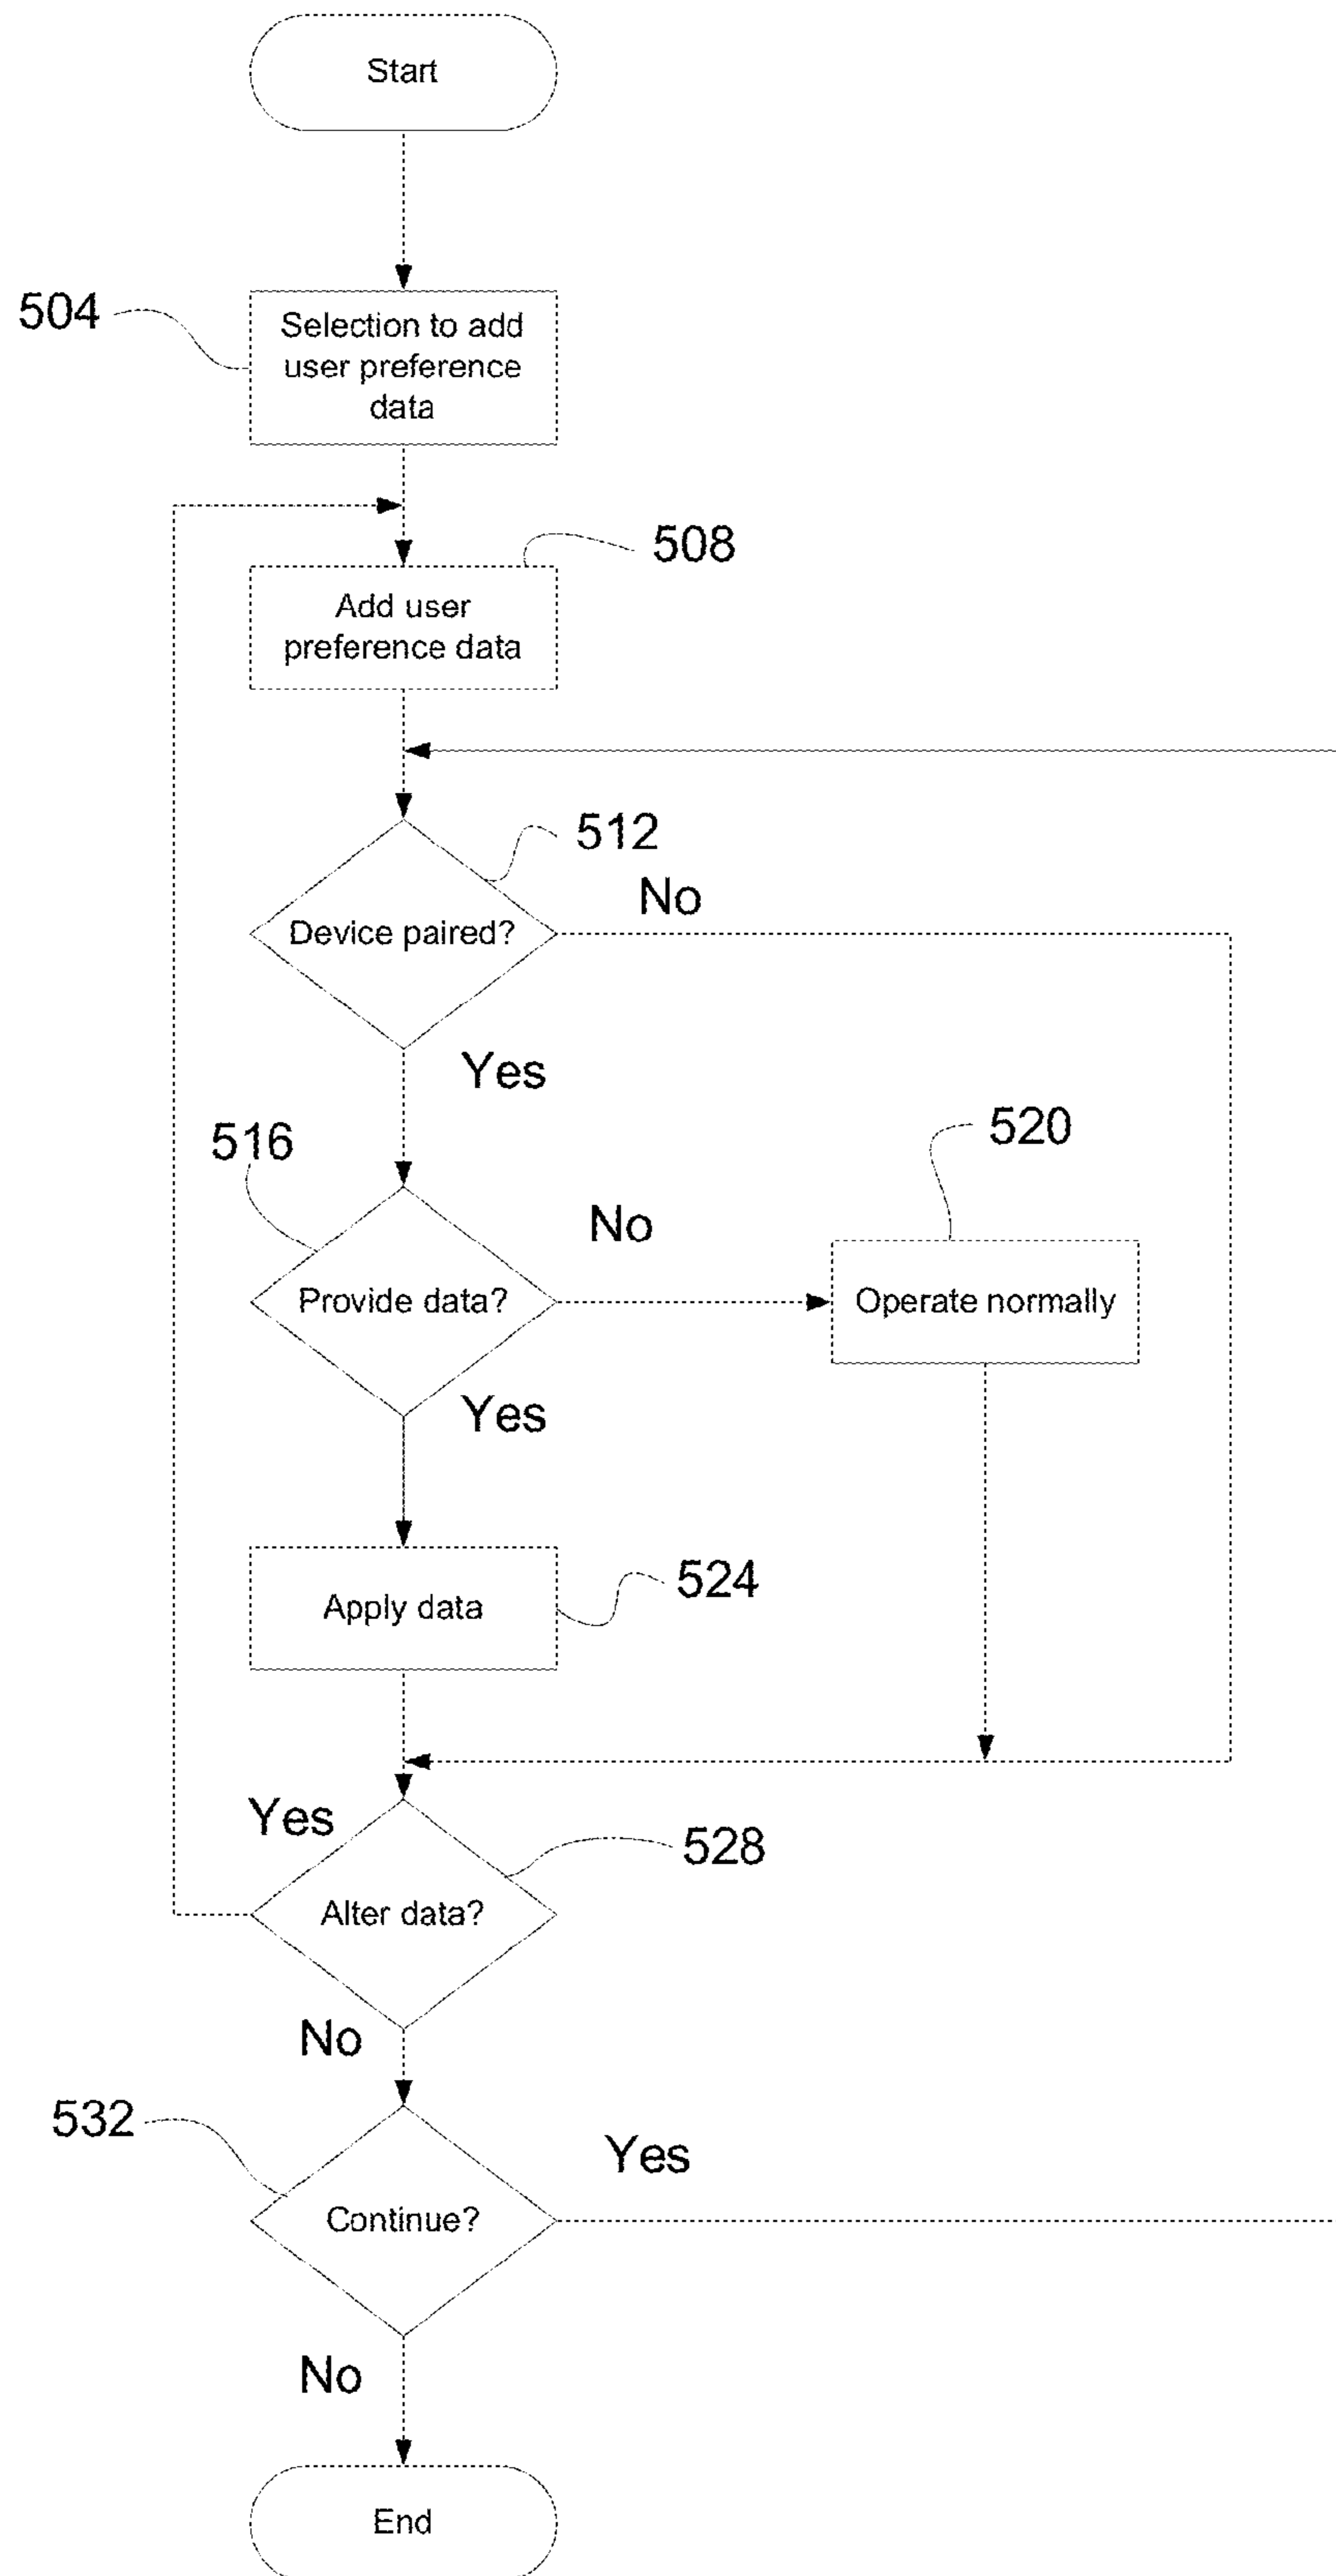 Start
504
Selection to add
user preference
data
508
Add user
preference data
512
No
Device paired?
Yes
516
520
No
Provide data?
Operate normally
Yes
524
Apply data
Yes
528
Alter data?
No
532
Yes
Continue?
No
End